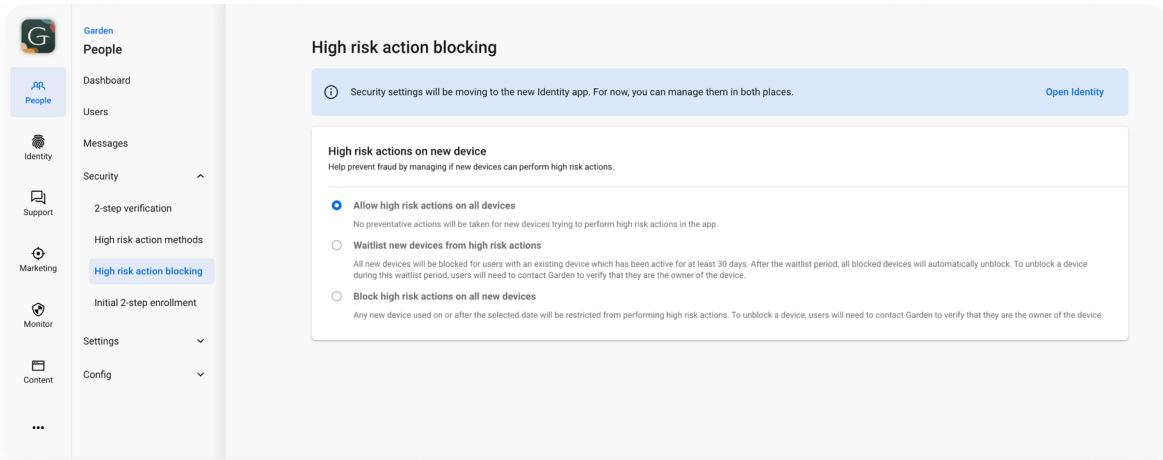 G
People
Identity
Support
Marketing
Monitor
Content
Garden
People
Dashboard
Users
Messages
Security
2-step verification
High risk action methods
High risk action blocking
Initial 2-step enrollment
Settings
Config
High risk action blocking
Security settings will be moving to the new Identity app. For now, you can manage them in both places.
Open Identity
High risk actions on new device
Help prevent fraud by managing if new devices can perform high risk actions.
Allow high risk actions on all devices
No preventative actions will be taken for new devices trying to perform high risk actions in the app.
Waitlist new devices from high risk actions
All new devices will be blocked for users with an existing device which has been active for at least 30 days. After the waitlist period, all blocked devices will automatically unblock. To unblock a device
during this waitlist period, users will need to contact Garden to verify that they are the owner of the device.
Block high risk actions on all new devices
Any new device used on or after the selected date will be restricted from performing high risk actions. To unblock a device, users will need to contact Garden to verify that they are the owner of the device.